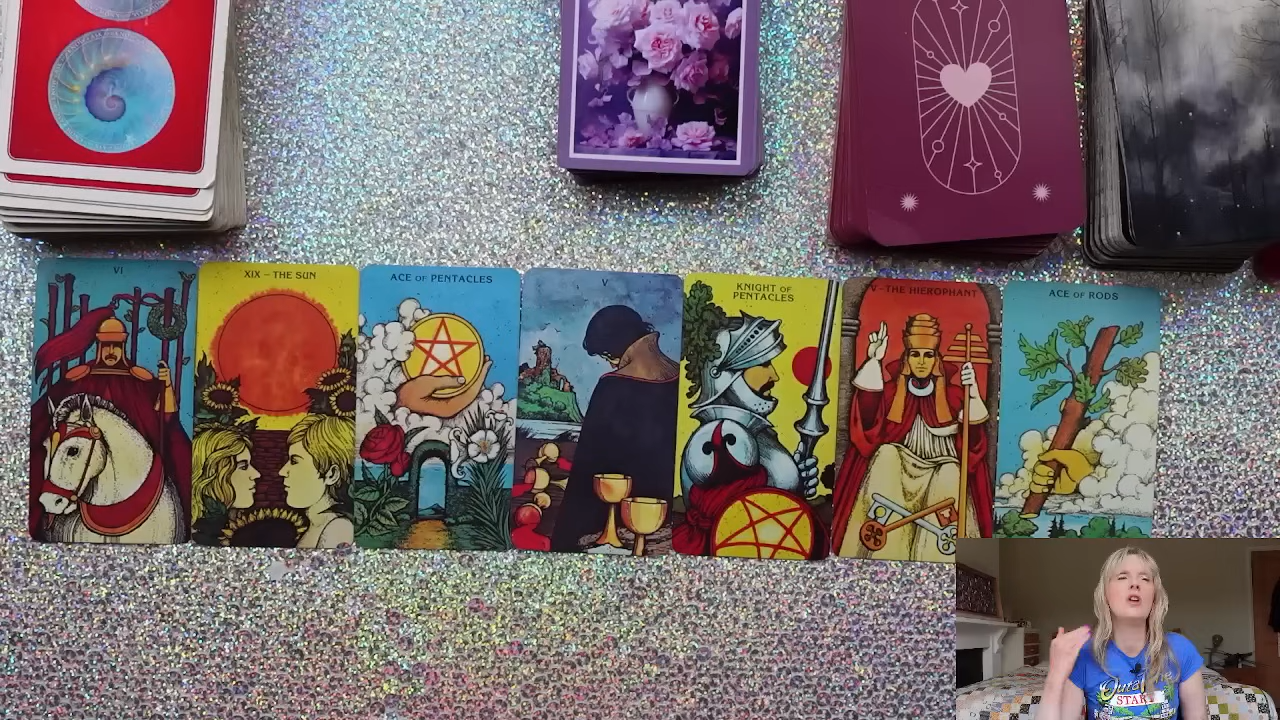 VI
XIX – THE SUN
ACE OF PENTACLES
V
KNIGHT OF
PENTACLES
V – THE HIEROPHANT
ACE OF RODS
STAR